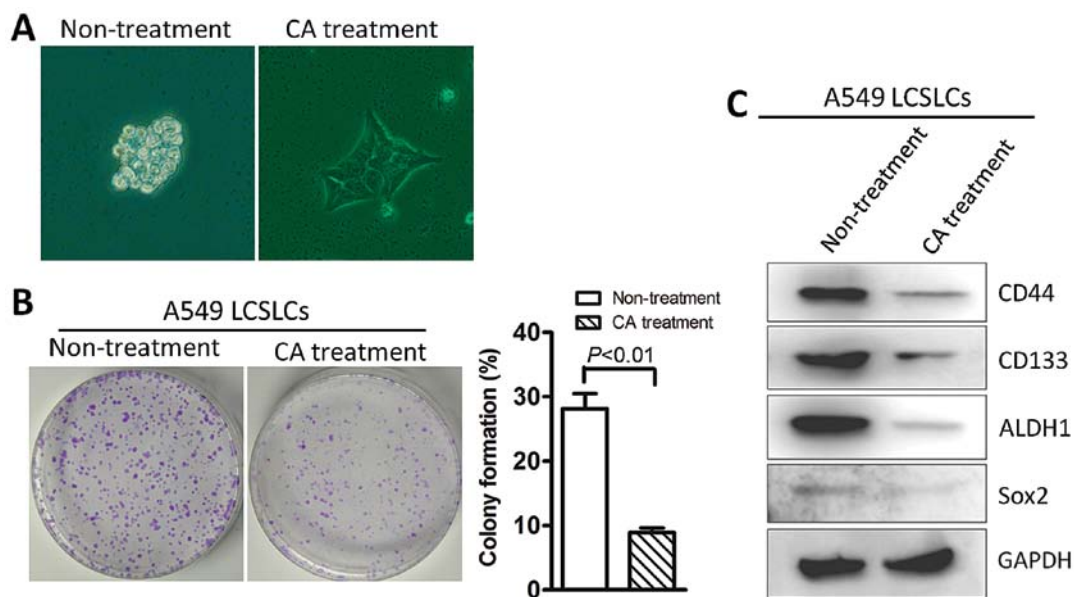 A
Non-treatment
CA treatment
B
A549 LCSLCs
Non-treatment
CA treatment
Non-treatment
CA treatment
Colony formation (%)
40
30
20
10
0
P<0.01
C
A549 LCSLCs
Non-treatment
CA treatment
CD44
CD133
ALDH1
Sox2
GAPDH